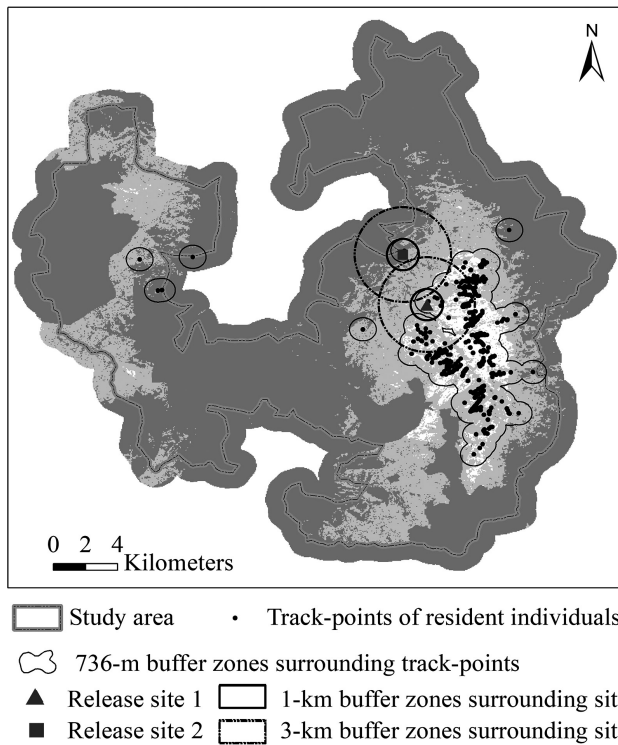 N
0 2 4
Kilometers
Study area
Track-points of resident individuals
736-m buffer zones surrounding track-points
Release site 1
1-km buffer zones surrounding sit
Release site 2
3-km buffer zones surrounding sit